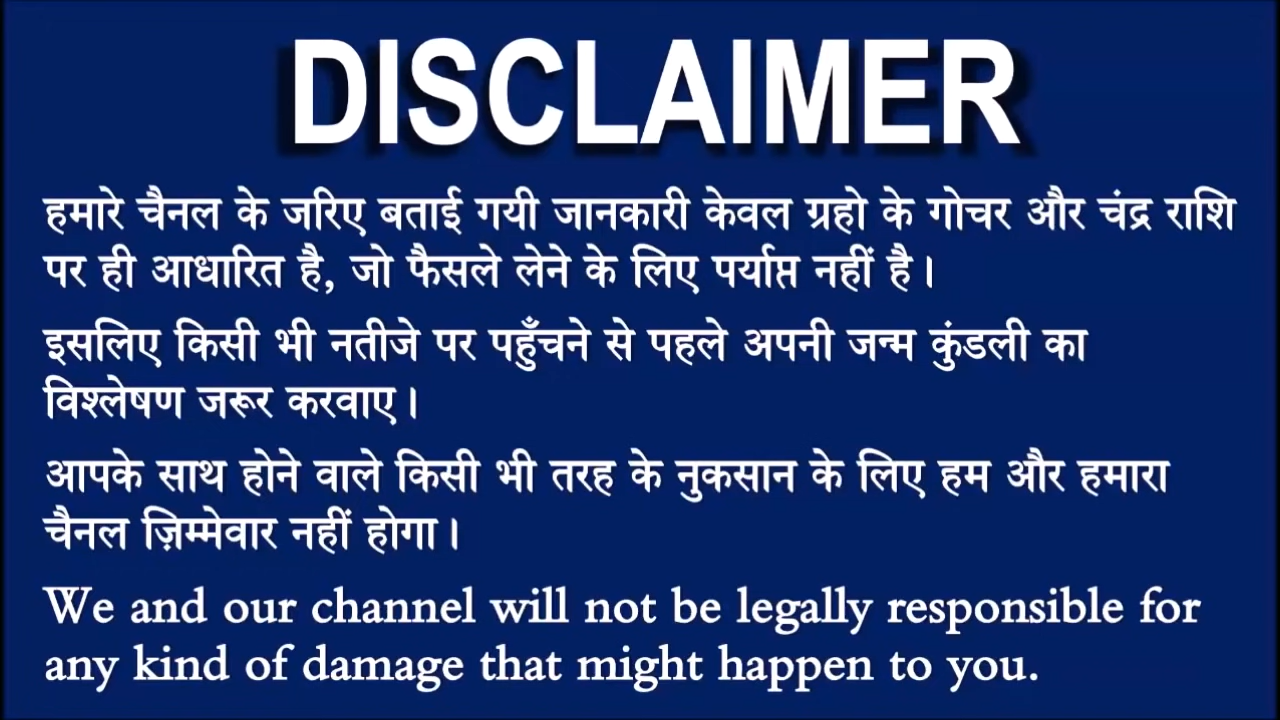 DISCLAIMER
हमारे चैनल के जरिए बताई गयी जानकारी केवल ग्रहो के गोचर और चंद्र राशि
पर ही आधारित है, जो फैसले लेने के लिए पर्याप्त नहीं है।
इसलिए किसी भी नतीजे पर पहुँचने से पहले अपनी जन्म कुंडली का
विश्लेषण जरूर करवाए।
आपके साथ होने वाले किसी भी तरह के नुकसान के लिए हम और हमारा
चैनल ज़िम्मेवार नहीं होगा।
We and our channel will not be legally responsible for
any kind of damage that might happen to you.